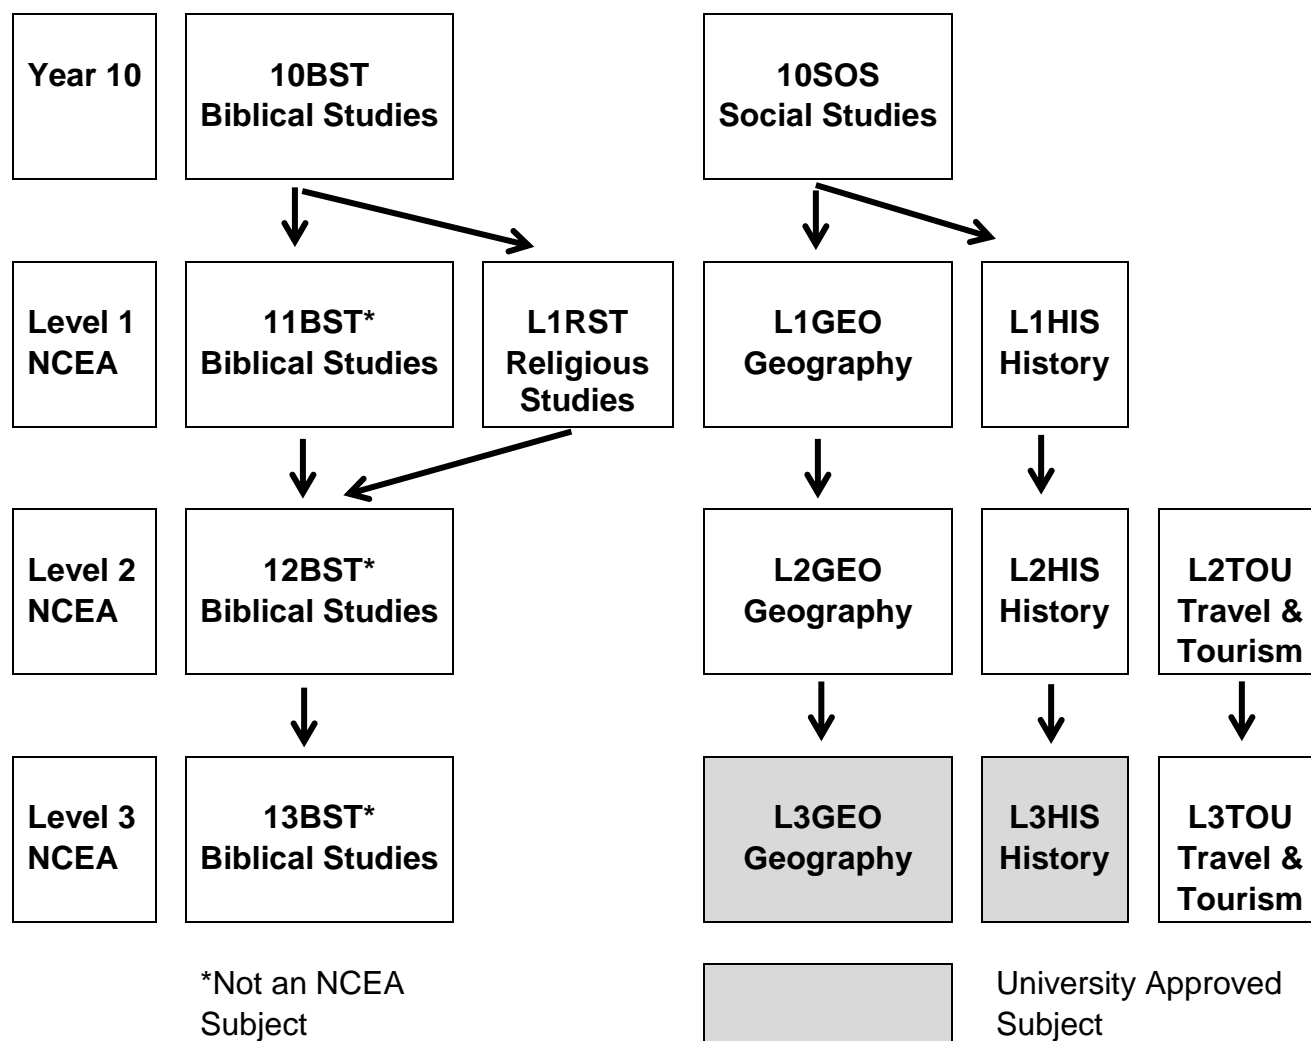 Year 10
10BST
Biblical Studies
10SOS
Social Studies
Level 1
NCEA
11BST*
Biblical Studies
L1RST
Religious
Studies
L1GEO
Geography
L1HIS
History
Level 2
NCEA
12BST*
Biblical Studies
L2GEO
Geography
L2HIS
History
L2TOU
Travel &
Tourism
Level 3
NCEA
13BST*
Biblical Studies
L3GEO
Geography
L3HIS
History
L3TOU
Travel &
Tourism
*Not an NCEA
Subject
University Approved
Subject